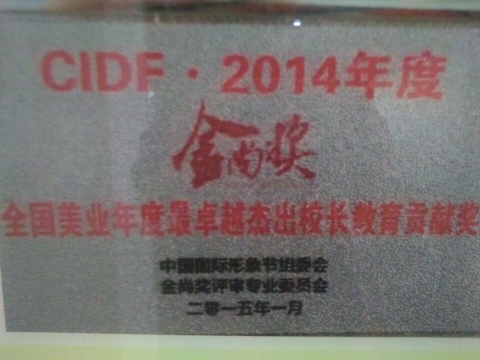 CIDF·2014年度
金尚奖
全国美业年度最卓越杰出校长教育贡献奖
中国国际形象节组委会
金尚奖评审专业委员会
二零一五年一月